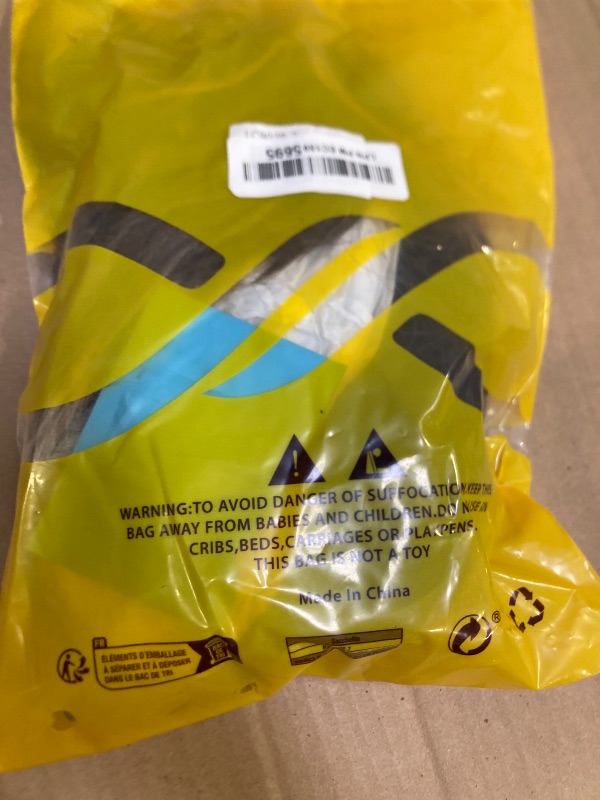 5695
WARNING:TO AVOID DANGER OF SUFFOCATION KEEP THIS
BAG AWAY FROM BABIES AND CHILDREN.DO N USE
CRIBS,BEDS,CARRIAGES OR PLAYPENS.
THIS BAG IS NOT A TOY
Made In China
FR
ÉLÉMENTS D'EMBALLAGE
À SÉPARER ET À DÉPOSER
DANS LE BAC DE TRI
®